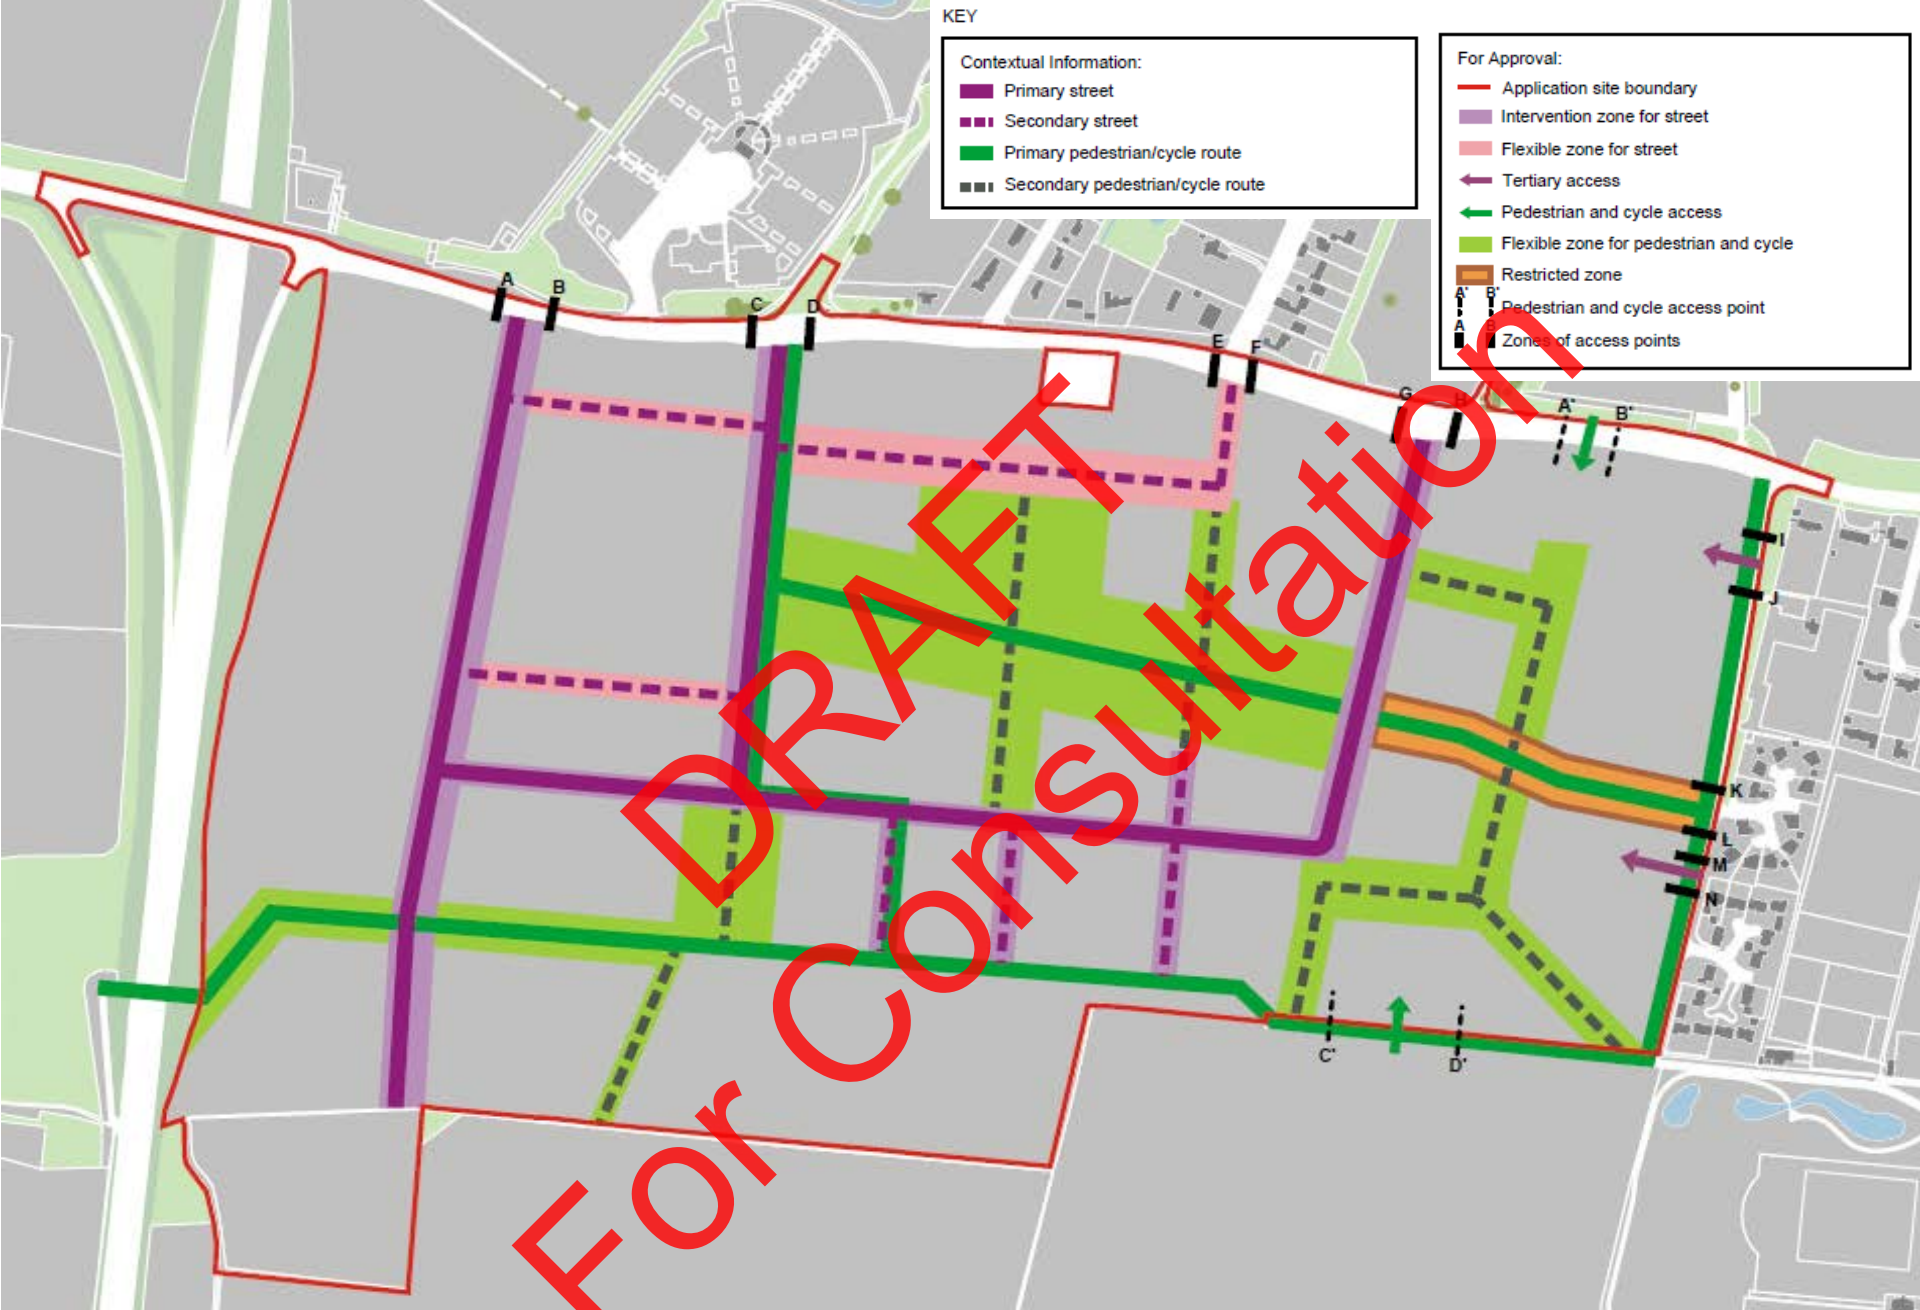 KEY
Contextual Information:
Primary street
Secondary street
Primary pedestrian/cycle route
Secondary pedestrian/cycle route
For Approval:
Application site boundary
Intervention zone for street
Flexible zone for street
Tertiary access
Pedestrian and cycle access
Flexible zone for pedestrian and cycle
Restricted zone
A' B'
Pedestrian and cycle access point
A B
Zones of access points
A
B
C
D
E
F
G
H
A'
B'
I
J
K
L
M
N
C'
D'
DRAFT
For Consultation